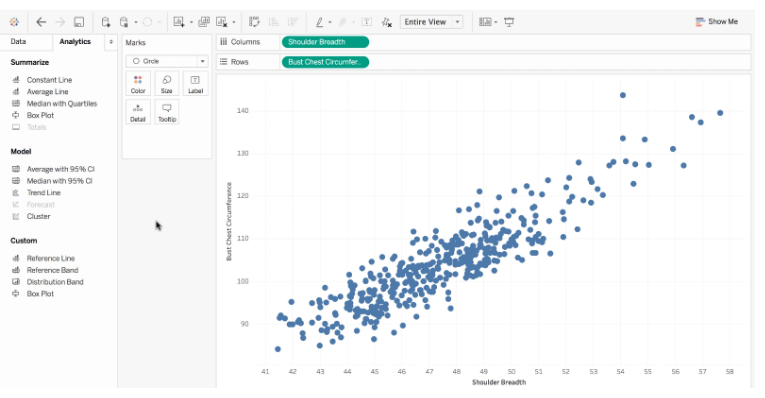 Entire View
Show Me
Data
Analytics
Summarize
Constant Line
Average Line
Median with Quartiles
Box Plot
Totals
Model
Average with 95% CI
Median with 95% CI
Trend Line
Forecast
Cluster
Custom
Reference Line
Reference Band
Distribution Band
Box Plot
Marks
Circle
Color
Size
Label
Detail
Tooltip
Columns
Shoulder Breadth
Rows
Bust Chest Circumfer..
Bust Chest Circumference
140
130
120
110
100
90
41 42 43 44 45 46 47 48 49 50 51 52 53 54 55 56 57 58
Shoulder Breadth